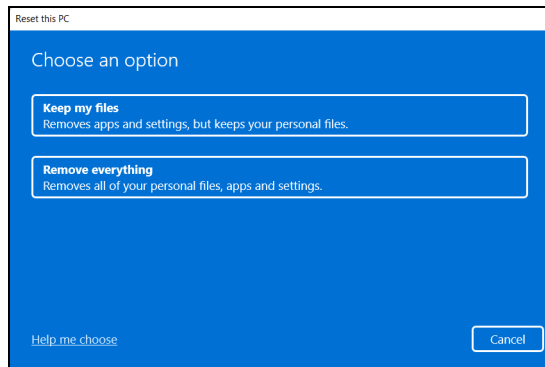 Reset this PC
Choose an option
Keep my files
Removes apps and settings, but keeps your personal files.
Remove everything
Removes all of your personal files, apps and settings.
Help me choose
Cancel